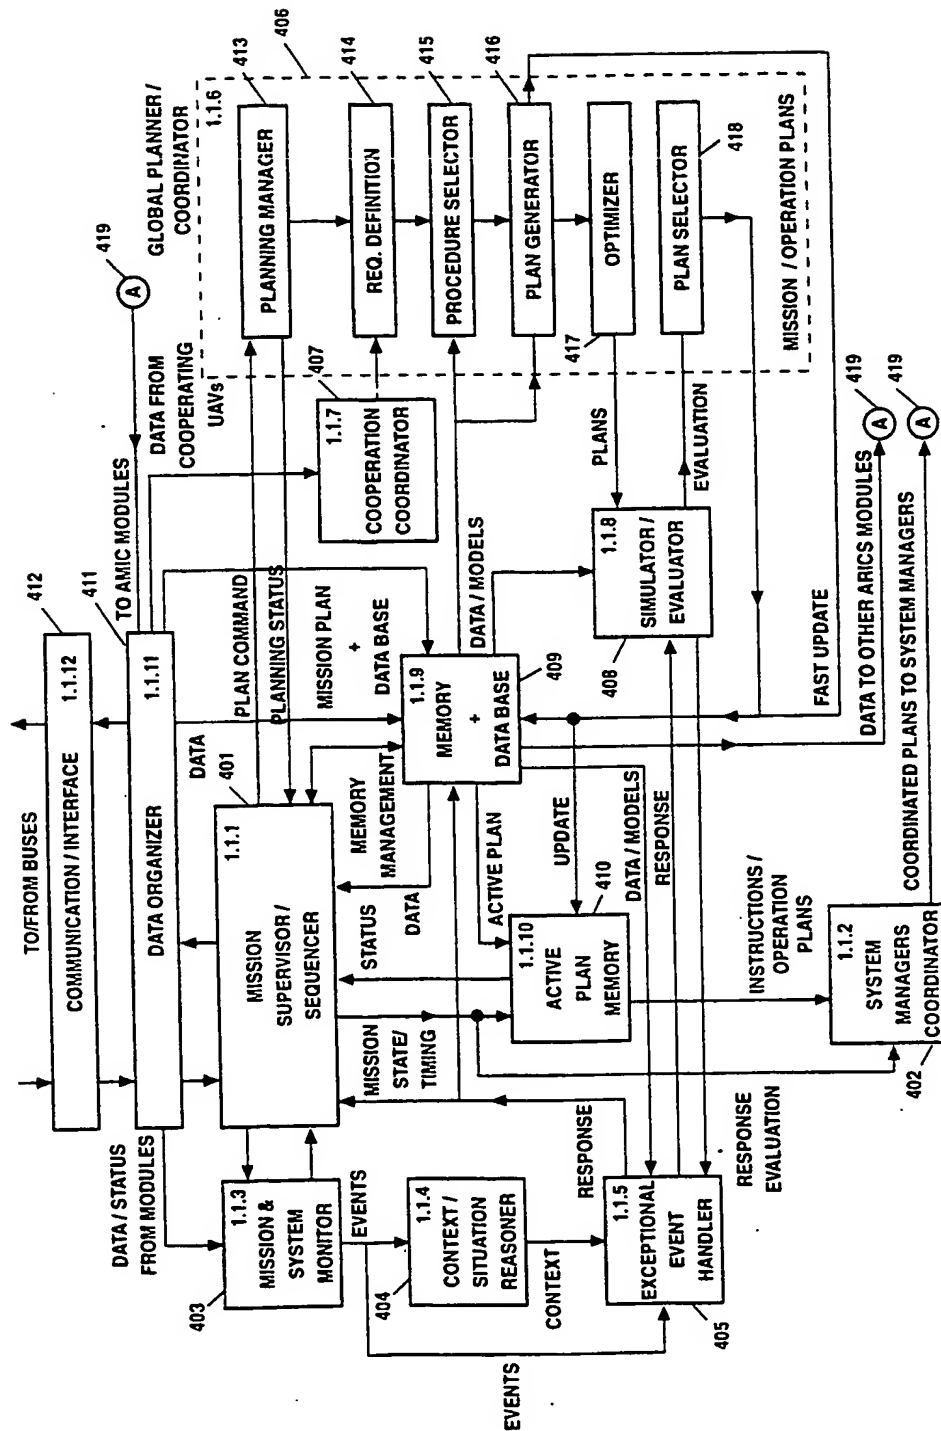 TO/FROM BUSES
412
COMMUNICATION / INTERFACE
1.1.12
411
DATA ORGANIZER
1.1.11
TO AMIC MODULES
DATA FROM
COOPERATING
UAVs
419
A
GLOBAL PLANNER /
COORDINATOR
1.1.6
413
406
414
415
416
PLANNING MANAGER
REQ. DEFINITION
PROCEDURE SELECTOR
PLAN GENERATOR
OPTIMIZER
417
PLAN SELECTOR
418
MISSION / OPERATION PLANS
DATA / STATUS
FROM MODULES
DATA
401
PLAN COMMAND
PLANNING STATUS
MISSION PLAN
+
DATA BASE
407
1.1.7
COOPERATION
COORDINATOR
1.1.1
MISSION
SUPERVISOR /
SEQUENCER
MEMORY
MANAGEMENT
DATA
STATUS
MISSION
STATE/
TIMING
1.1.9
MEMORY
+
DATA BASE
409
DATA / MODELS
PLANS
EVALUATION
1.1.8
SIMULATOR /
EVALUATOR
408
1.1.3
MISSION &
SYSTEM
MONITOR
403
EVENTS
1.1.4
CONTEXT /
SITUATION
REASONER
404
CONTEXT
EVENTS
1.1.5
EXCEPTIONAL
EVENT
HANDLER
405
RESPONSE
ACTIVE PLAN
UPDATE
1.1.10
ACTIVE
PLAN
MEMORY
410
DATA / MODELS
RESPONSE
RESPONSE
EVALUATION
FAST UPDATE
INSTRUCTIONS /
OPERATION
PLANS
1.1.2
SYSTEM
MANAGERS
COORDINATOR
402
DATA TO OTHER ARICS MODULES
COORDINATED PLANS TO SYSTEM MANAGERS
419
A
419
A